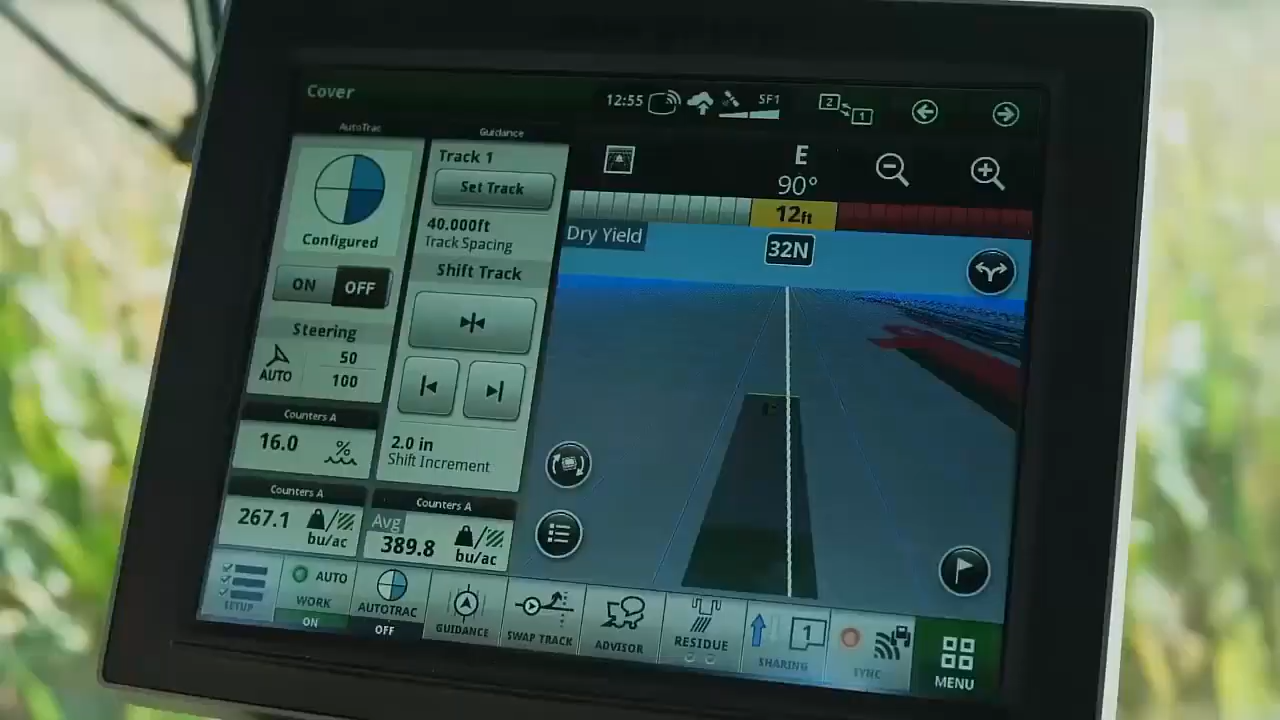 Cover
12:55
SF1
2
1
AutoTrac
Configured
ON
OFF
Steering
AUTO
50
100
Counters A
16.0
%
Counters A
267.1
bu/ac
Guidance
Track 1
Set Track
40.000ft
Track Spacing
Shift Track
2.0 in
Shift Increment
Counters A
Avg
389.8
bu/ac
E
90°
12ft
32N
Dry Yield
SETUP
AUTO
WORK
ON
AUTOTRAC
OFF
GUIDANCE
SWAP TRACK
ADVISOR
RESIDUE
1
SHARING
SYNC
MENU